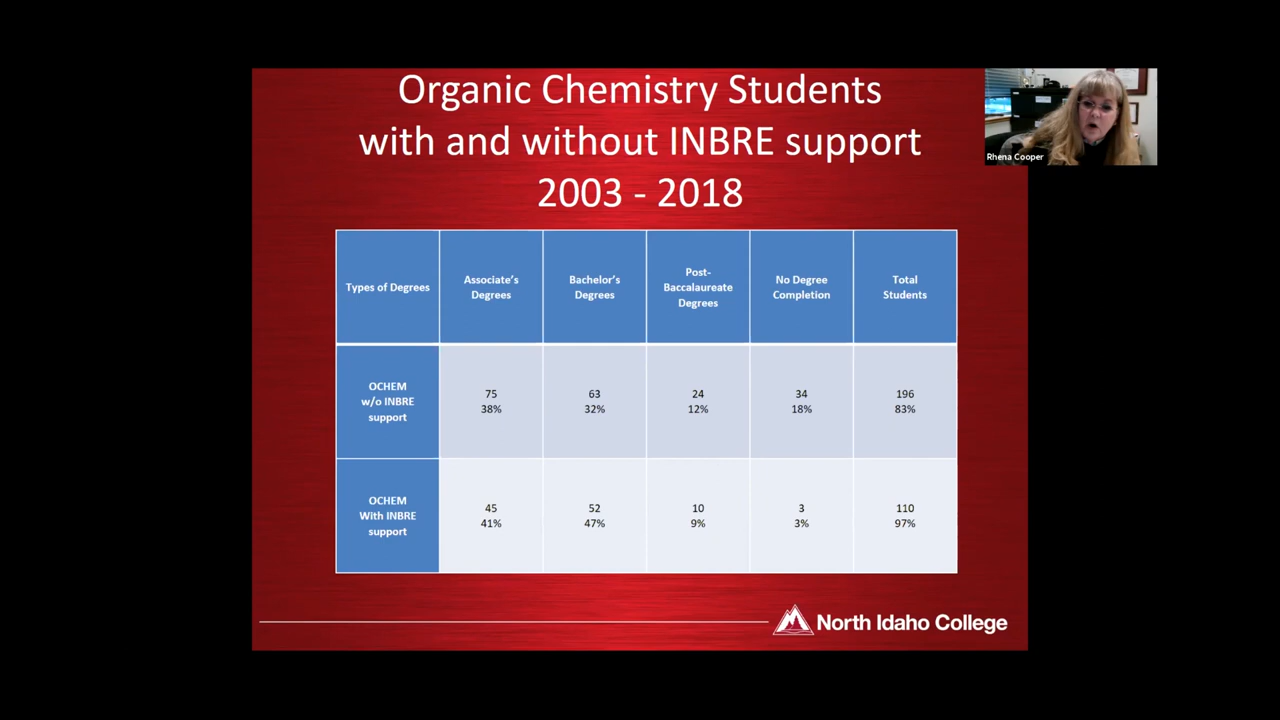 Organic Chemistry Students
with and without INBRE support
2003 - 2018
Rhena Cooper
Types of Degrees
Associate's
Degrees
Bachelor's
Degrees
Post-
Baccalaureate
Degrees
No Degree
Completion
Total
Students
OCHEM
w/o INBRE
support
75
38%
63
32%
24
12%
34
18%
196
83%
OCHEM
With INBRE
support
45
41%
52
47%
10
9%
3
3%
110
97%
North Idaho College